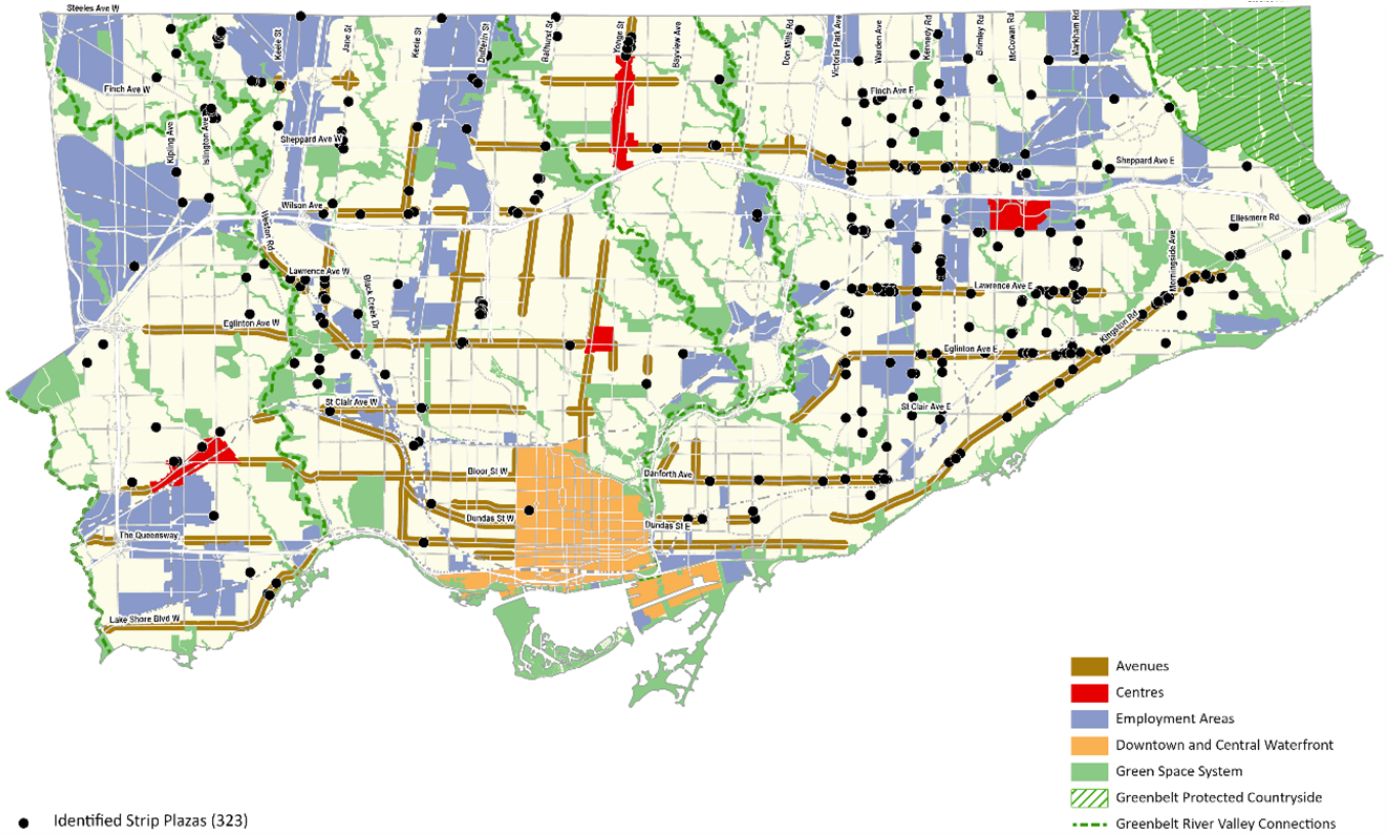 Steeles Ave W
Keele St
Jane St
Keele St
Dufferin St
Bathurst St
Yonge St
Bayview Ave
Don Mills Rd
Victoria Park Ave
Warden Ave
Kennedy Rd
Brimley Rd
McCowan Rd
Markham Rd
Finch Ave W
Finch Ave E
Kipling Ave
Islington Ave
Sheppard Ave W
Sheppard Ave E
Wilson Ave
Weston Rd
Ellesmere Rd
Morningside Ave
Lawrence Ave W
Black Creek Dr
Lawrence Ave E
Eglinton Ave W
Kingston Rd
Eglinton Ave E
St Clair Ave W
St Clair Ave E
Bloor St W
Danforth Ave
Dundas St W
Dundas St E
The Queensway
Lake Shore Blvd W
Avenues
Centres
Employment Areas
Downtown and Central Waterfront
Green Space System
Greenbelt Protected Countryside
Greenbelt River Valley Connections
Identified Strip Plazas (323)